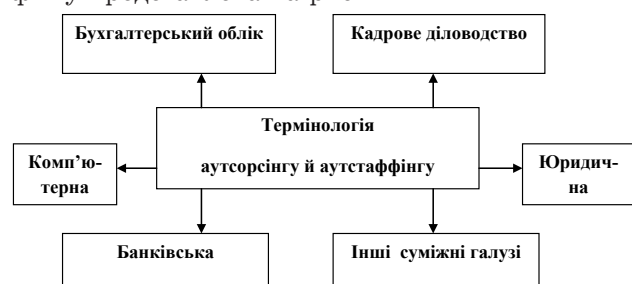 Бухгалтерський облік
Кадрове діловодство
Термінологія
аутсорсінгу й аутстаффінгу
Комп’ю-
терна
Юридич-
на
Банківська
Інші суміжні галузі